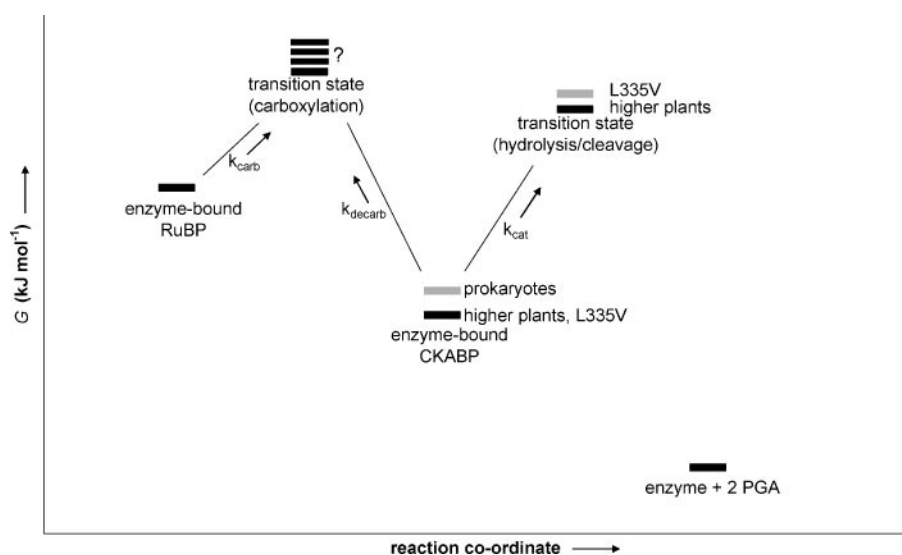 ?
transition state
(carboxylation)
L335V
higher plants
transition state
(hydrolysis/cleavage)
k_carb
enzyme-bound
RuBP
k_decarb
k_cat
prokaryotes
higher plants, L335V
enzyme-bound
CKABP
enzyme + 2 PGA
G (kJ mol⁻¹)
reaction co-ordinate